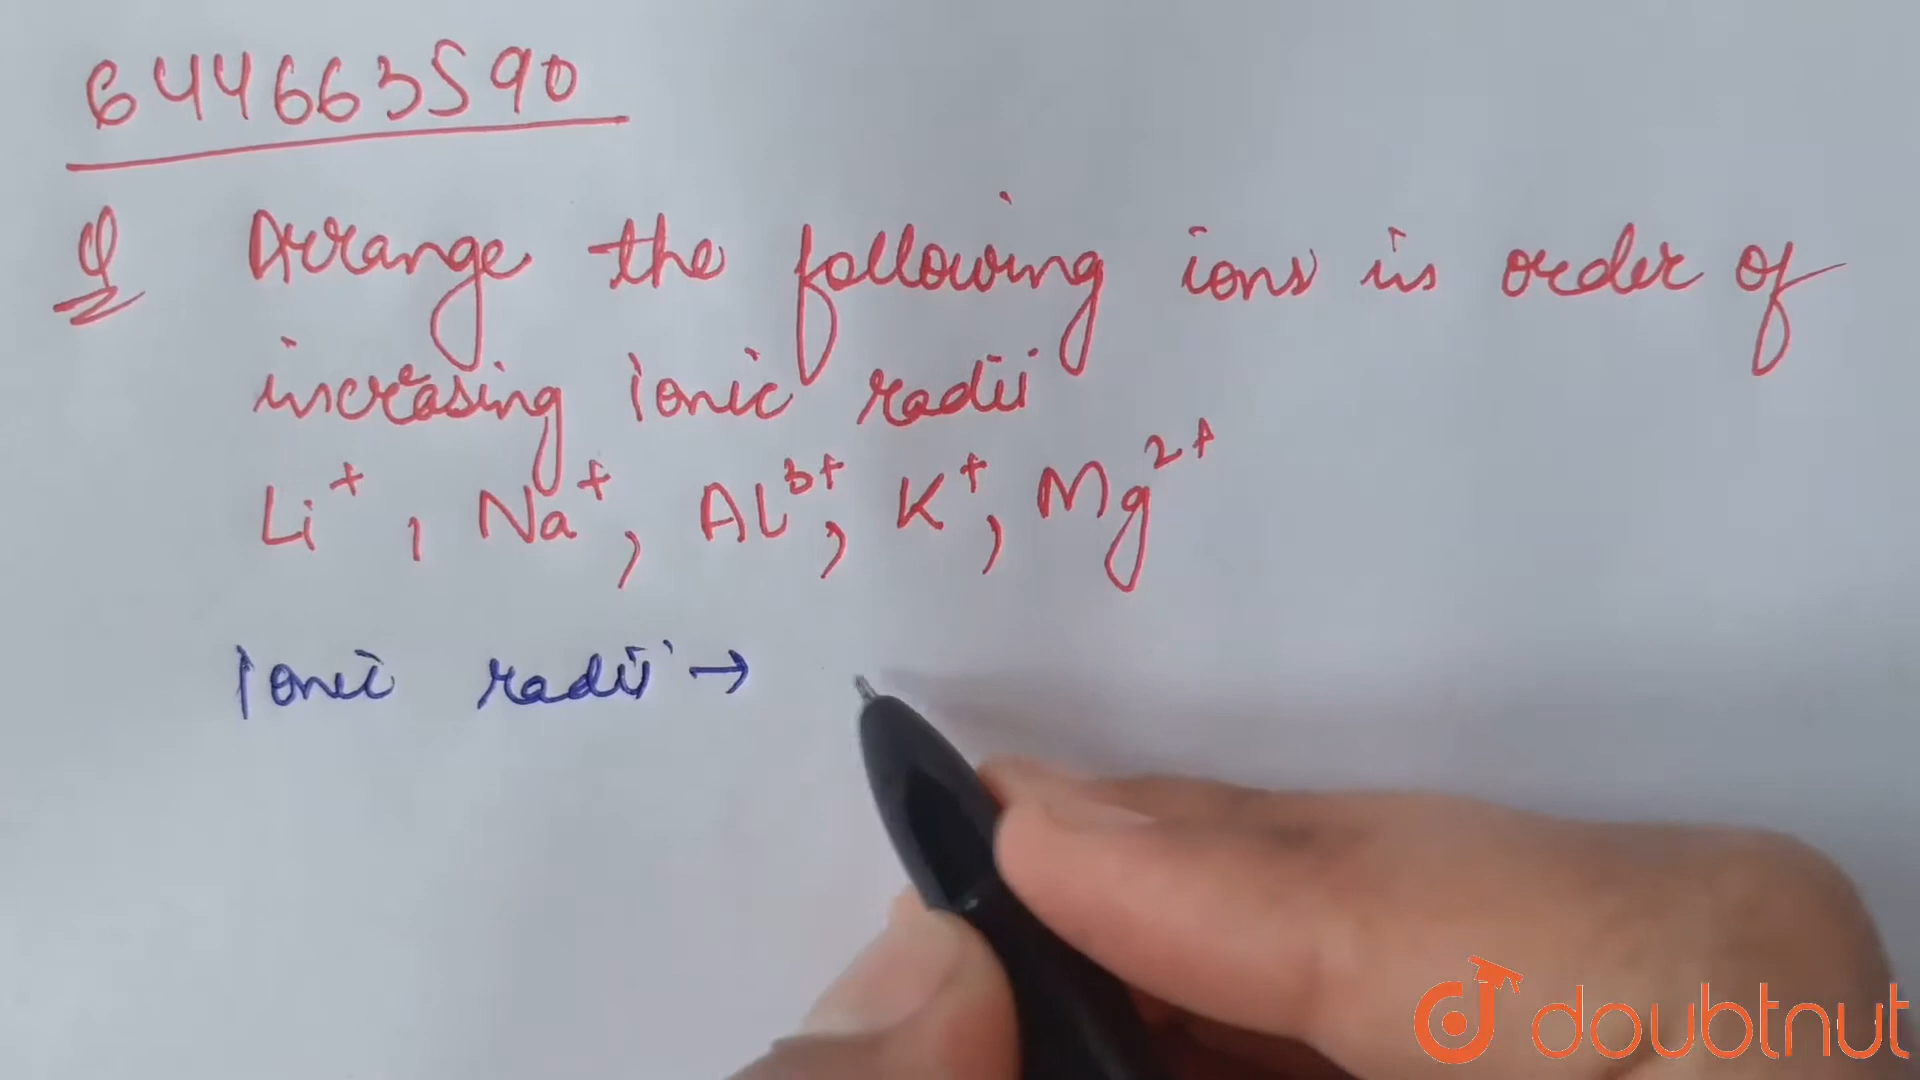 644663590
Q Arrange the following ions in order of
increasing ionic radii
Li⁺, Na⁺, Al³⁺, K⁺, Mg²⁺
Ionic radii →
doubtnut